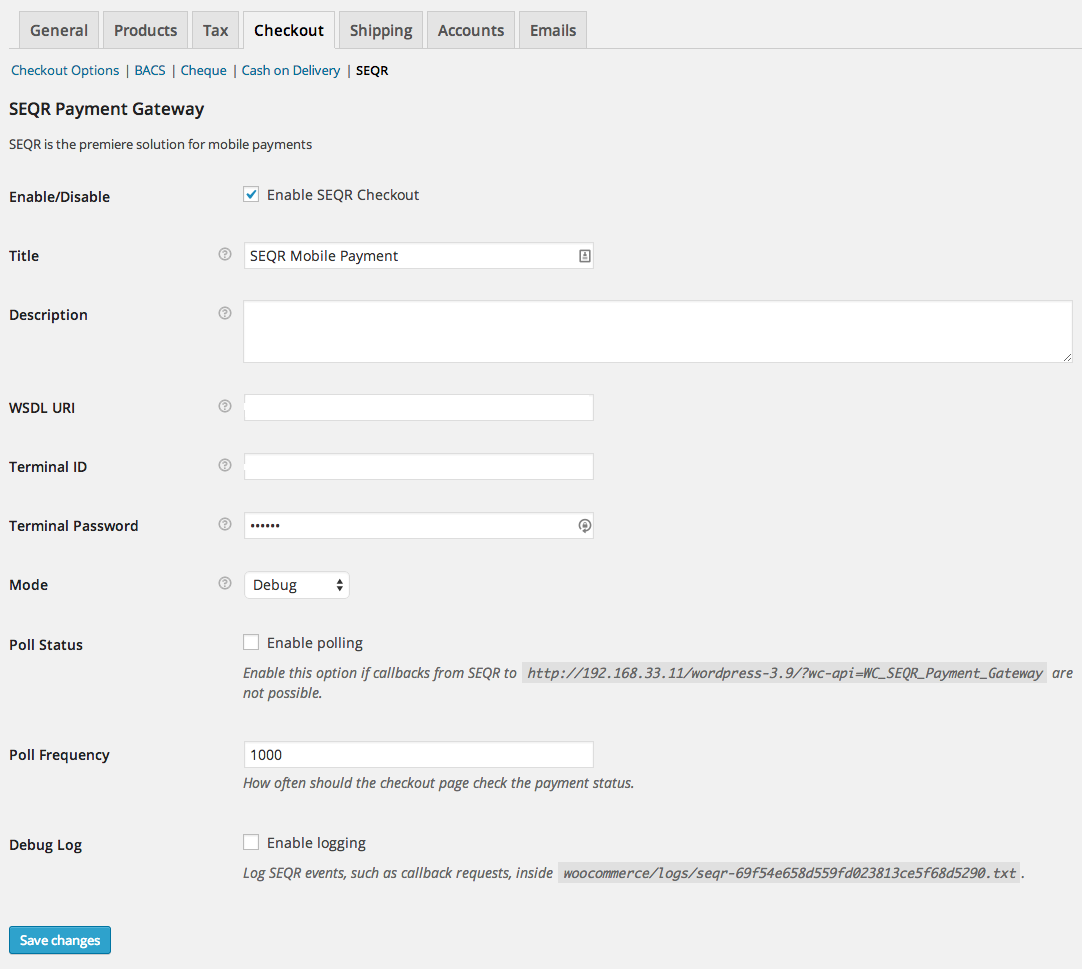 General Products Tax Checkout Shipping Accounts Emails
Checkout Options | BACS | Cheque | Cash on Delivery | SEQR
SEQR Payment Gateway
SEQR is the premiere solution for mobile payments
Enable/Disable Enable SEQR Checkout
Title SEQR Mobile Payment
Description
WSDL URI
Terminal ID
Terminal Password ••••••
Mode Debug
Poll Status Enable polling
Enable this option if callbacks from SEQR to http://192.168.33.11/wordpress-3.9/?wc-api=WC_SEQR_Payment_Gateway are
not possible.
Poll Frequency 1000
How often should the checkout page check the payment status.
Debug Log Enable logging
Log SEQR events, such as callback requests, inside woocommerce/logs/seqr-69f54e658d559fd023813ce5f68d5290.txt.
Save changes